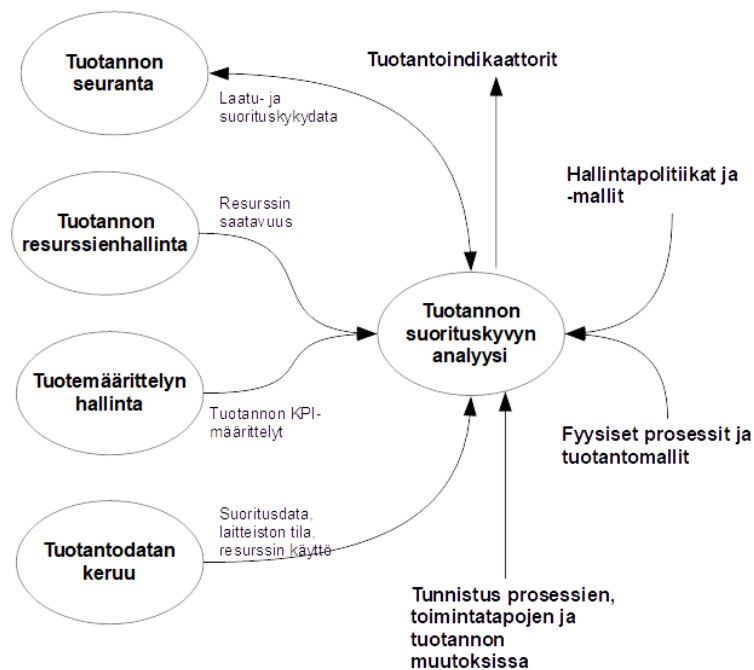 Tuotannon
seuranta
Tuotantoindikaattorit
Laatu- ja
suorituskykydata
Hallintapolitiikat ja
-mallit
Tuotannon
resurssienhallinta
Resurssin
saatavuus
Tuotannon
suorituskyvyn
analyysi
Tuotemäärittelyn
hallinta
Tuotannon KPI-
määrittelyt
Fyysiset prosessit ja
tuotantomallit
Tuotantodatan
keruu
Suoritusdata,
laitteiston tila,
resurssin käyttö
Tunnistus prosessien,
toimintatapojen ja
tuotannon
muutoksissa